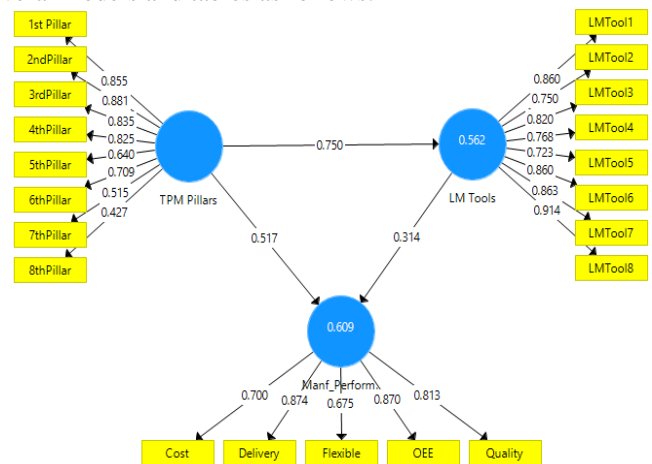 1st Pillar
2ndPillar
3rdPillar
4thPillar
5thPillar
6thPillar
7thPillar
8thPillar
0.855
0.881
0.835
0.825
0.640
0.709
0.515
0.427
TPM Pillars
0.750
0.562
LM Tools
0.860
0.750
0.820
0.768
0.723
0.860
0.863
0.914
LMTool1
LMTool2
LMTool3
LMTool4
LMTool5
LMTool6
LMTool7
LMTool8
0.517
0.314
0.609
Manf_Perform.
0.700
0.874
0.675
0.870
0.813
Cost
Delivery
Flexible
OEE
Quality